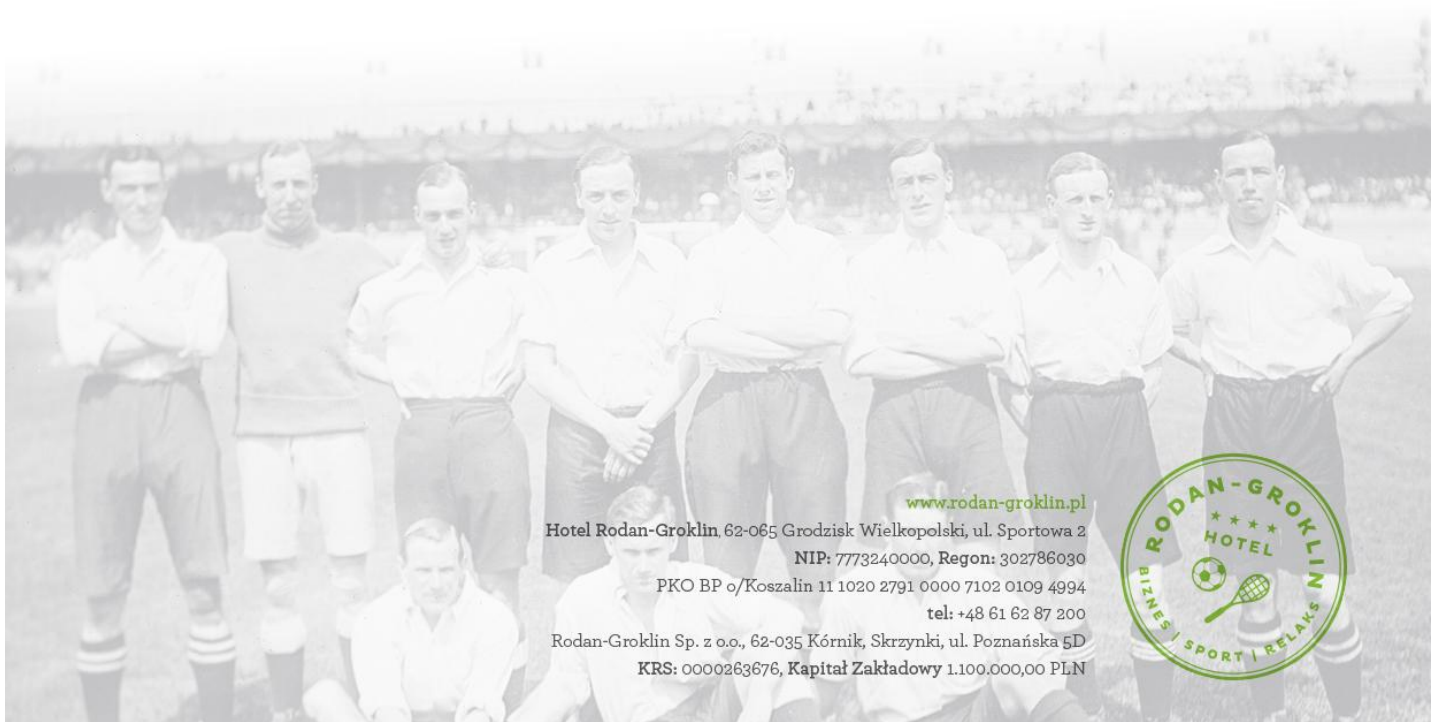 www.rodan-groklin.pl
Hotel Rodan-Groklin, 62-065 Grodzisk Wielkopolski, ul. Sportowa 2
NIP: 7773240000, Regon: 302786030
PKO BP o/Koszalin 11 1020 2791 0000 7102 0109 4994
tel: +48 61 62 87 200
Rodan-Groklin Sp. z o.o., 62-035 Kórnik, Skrzynki, ul. Poznańska 5D
KRS: 0000263676, Kapitał Zakładowy 1.100.000,00 PLN
RODAN-GROKLIN
HOTEL
BIZNES | SPORT | RELAKS